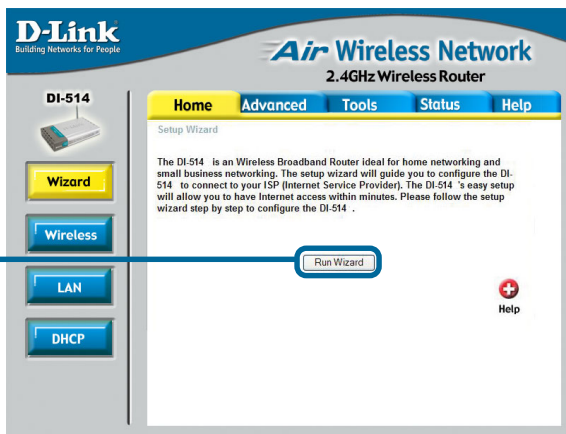 D-Link
Building Networks for People
Air Wireless Network
2.4GHz Wireless Router
DI-514
Home Advanced Tools Status Help
Setup Wizard
The DI-514 is an Wireless Broadband Router ideal for home networking and
small business networking. The setup wizard will guide you to configure the DI-
514 to connect to your ISP (Internet Service Provider). The DI-514 's easy setup
will allow you to have Internet access within minutes. Please follow the setup
wizard step by step to configure the DI-514 .
Wizard
Wireless
LAN
DHCP
Run Wizard
Help